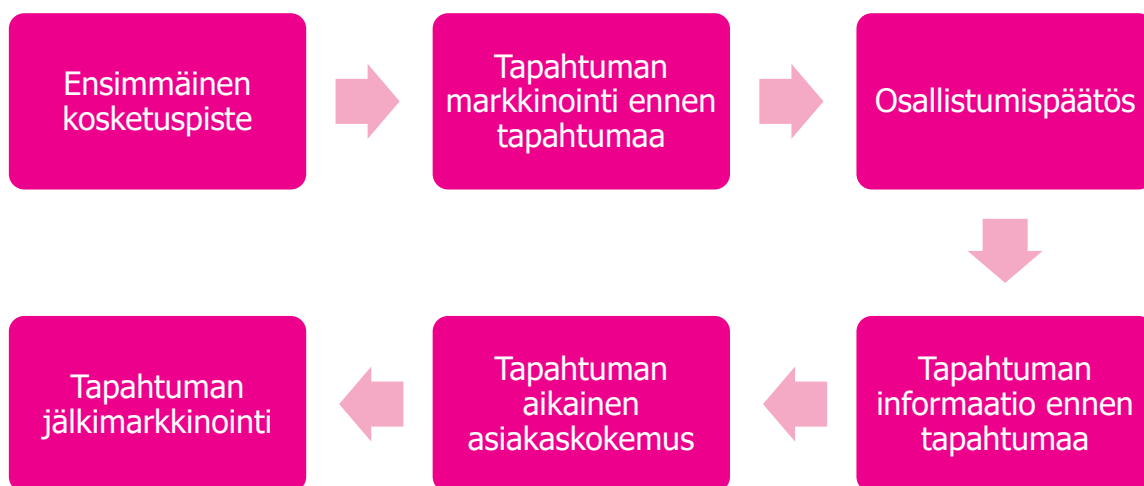 Ensimmäinen
kosketuspiste
Tapahtuman
markkinointi ennen
tapahtumaa
Osallistumispäätös
Tapahtuman
informaatio ennen
tapahtumaa
Tapahtuman
aikainen
asiakaskokemus
Tapahtuman
jälkimarkkinointi